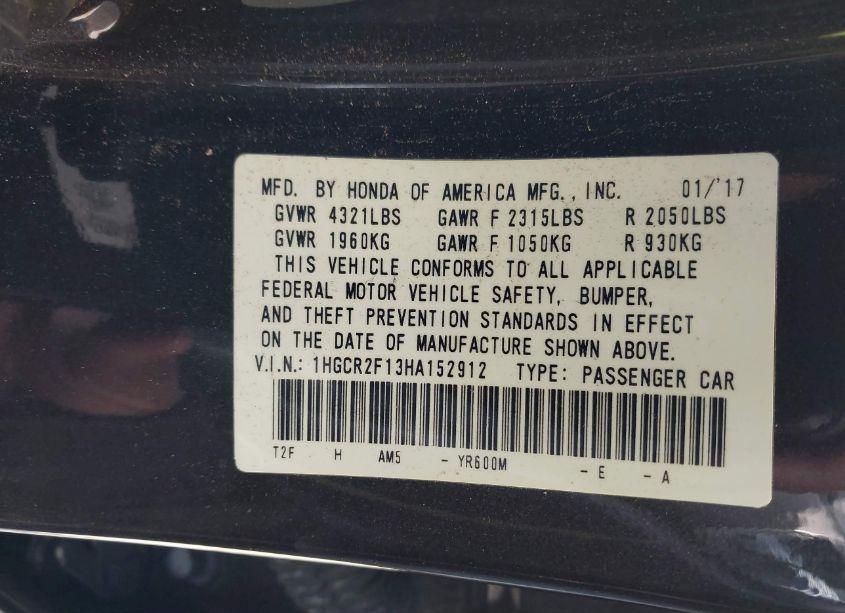 MFD. BY HONDA OF AMERICA MFG., INC. 01/'17
GVWR 4321LBS GAWR F 2315LBS R 2050LBS
GVWR 1960KG GAWR F 1050KG R 930KG
THIS VEHICLE CONFORMS TO ALL APPLICABLE
FEDERAL MOTOR VEHICLE SAFETY, BUMPER,
AND THEFT PREVENTION STANDARDS IN EFFECT
ON THE DATE OF MANUFACTURE SHOWN ABOVE.
V.I.N.: 1HGCR2F13HA152912 TYPE: PASSENGER CAR
T2F H AM5 - YR600M - E - A